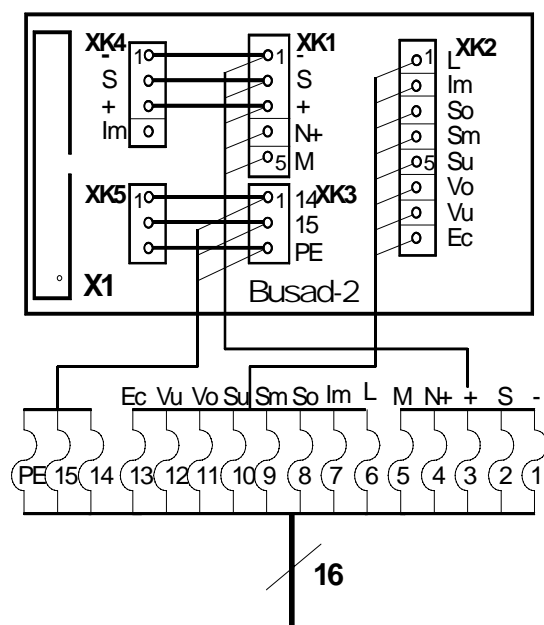 XK4 XK1 XK2
1 - 1 - 1 L
S S Im
+ + So
Im N+ Sm
5 M 5 Su
XK5 XK3 Vo
1 1 14 Vu
15 Ec
PE
X1 Busad-2
Ec Vu Vo Su Sm So Im L M N+ + S -
PE 15 14 13 12 11 10 9 8 7 6 5 4 3 2 1
16